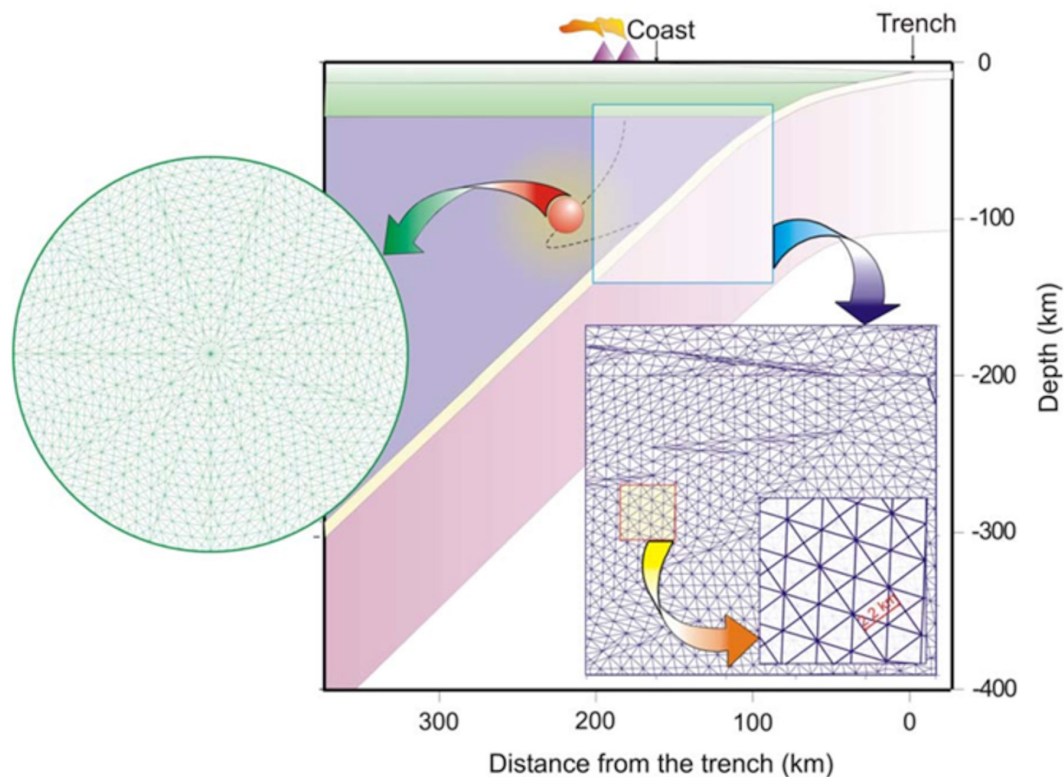 Coast
Trench
0
-100
-200
-300
-400
Depth (km)
2.2 km
300
200
100
0
Distance from the trench (km)